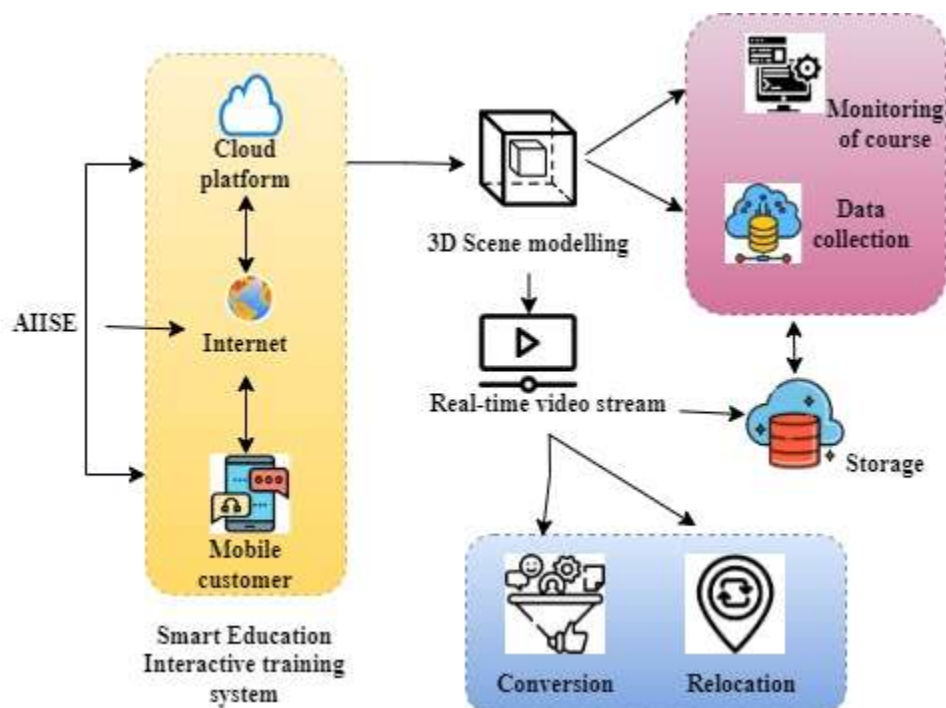 Cloud
platform
Internet
Mobile
customer
AIISE
Smart Education
Interactive training
system
3D Scene modelling
Real-time video stream
Monitoring
of course
Data
collection
Storage
Conversion
Relocation